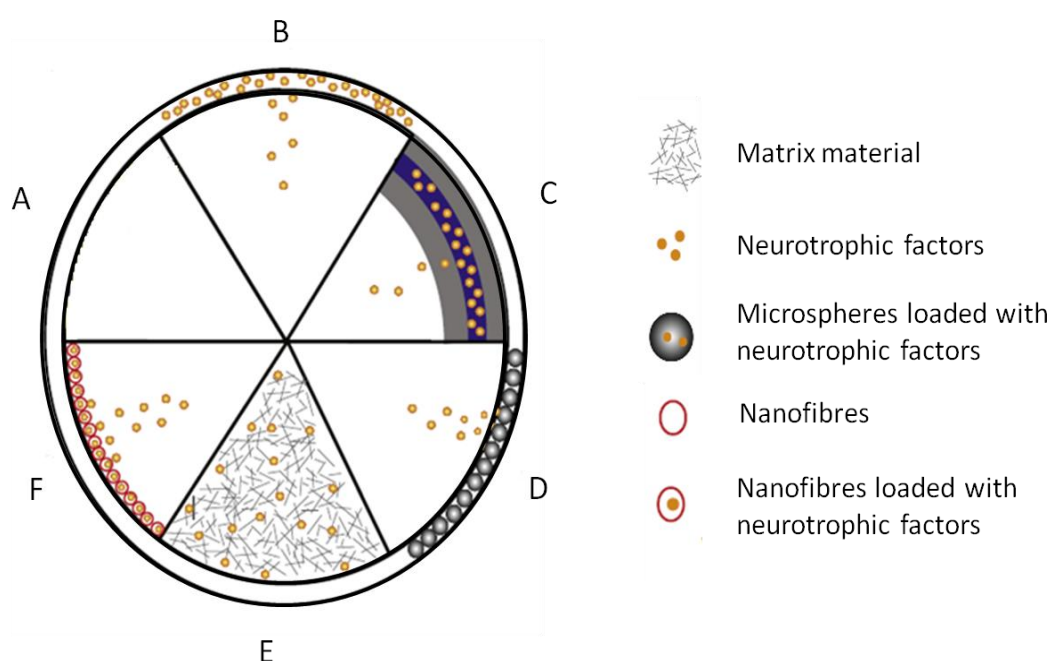 B
A
C
F
D
E
Matrix material
Neurotrophic factors
Microspheres loaded with
neurotrophic factors
Nanofibres
Nanofibres loaded with
neurotrophic factors